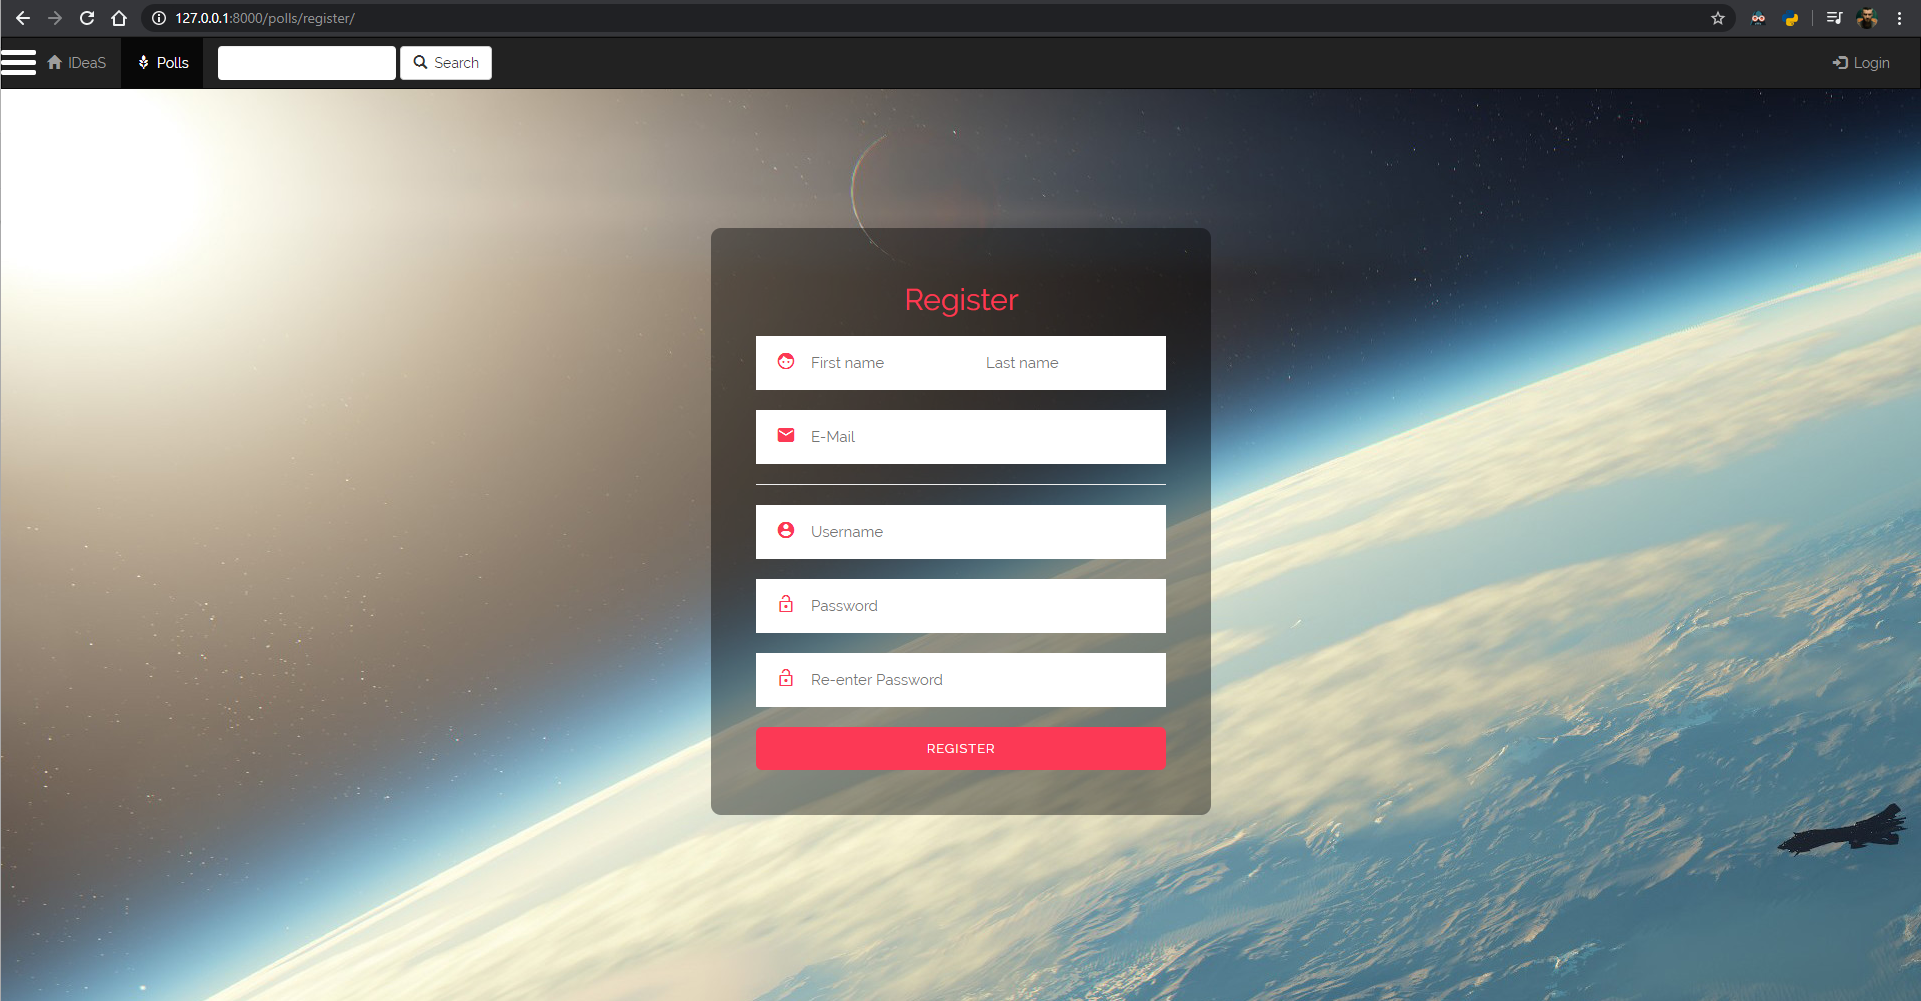 127.0.0.1:8000/polls/register/
IDeaS Polls Search Login
Register
First name Last name
E-Mail
Username
Password
Re-enter Password
REGISTER